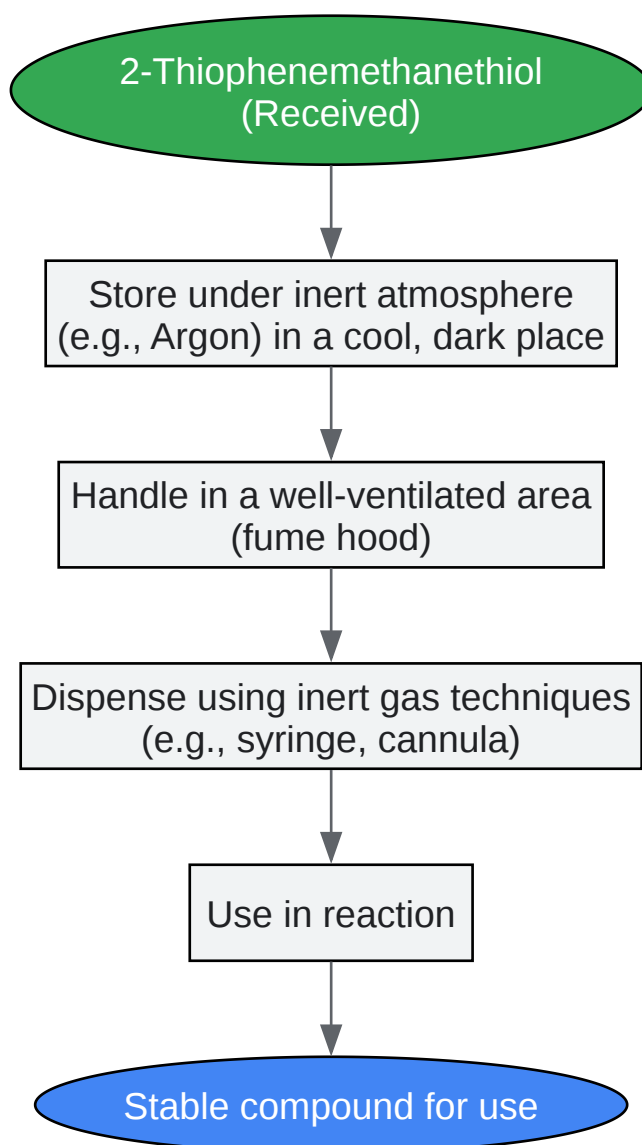 2-Thiophenemethanethiol
(Received)
Store under inert atmosphere
(e.g., Argon) in a cool, dark place
Handle in a well-ventilated area
(fume hood)
Dispense using inert gas techniques
(e.g., syringe, cannula)
Use in reaction
Stable compound for use